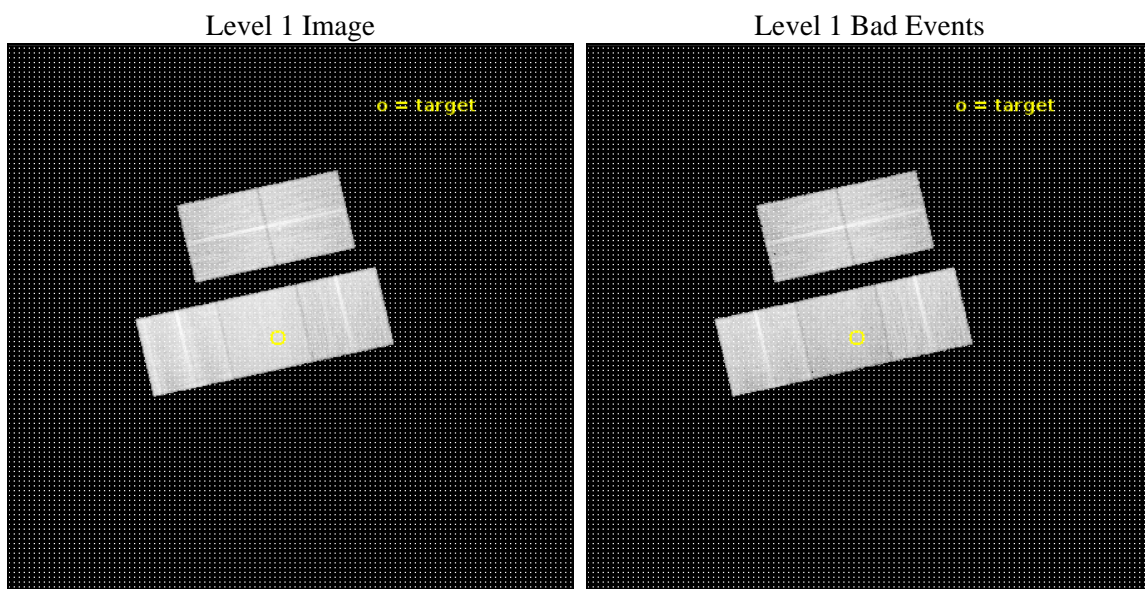 Level 1 Image
Level 1 Bad Events
o = target
o = target